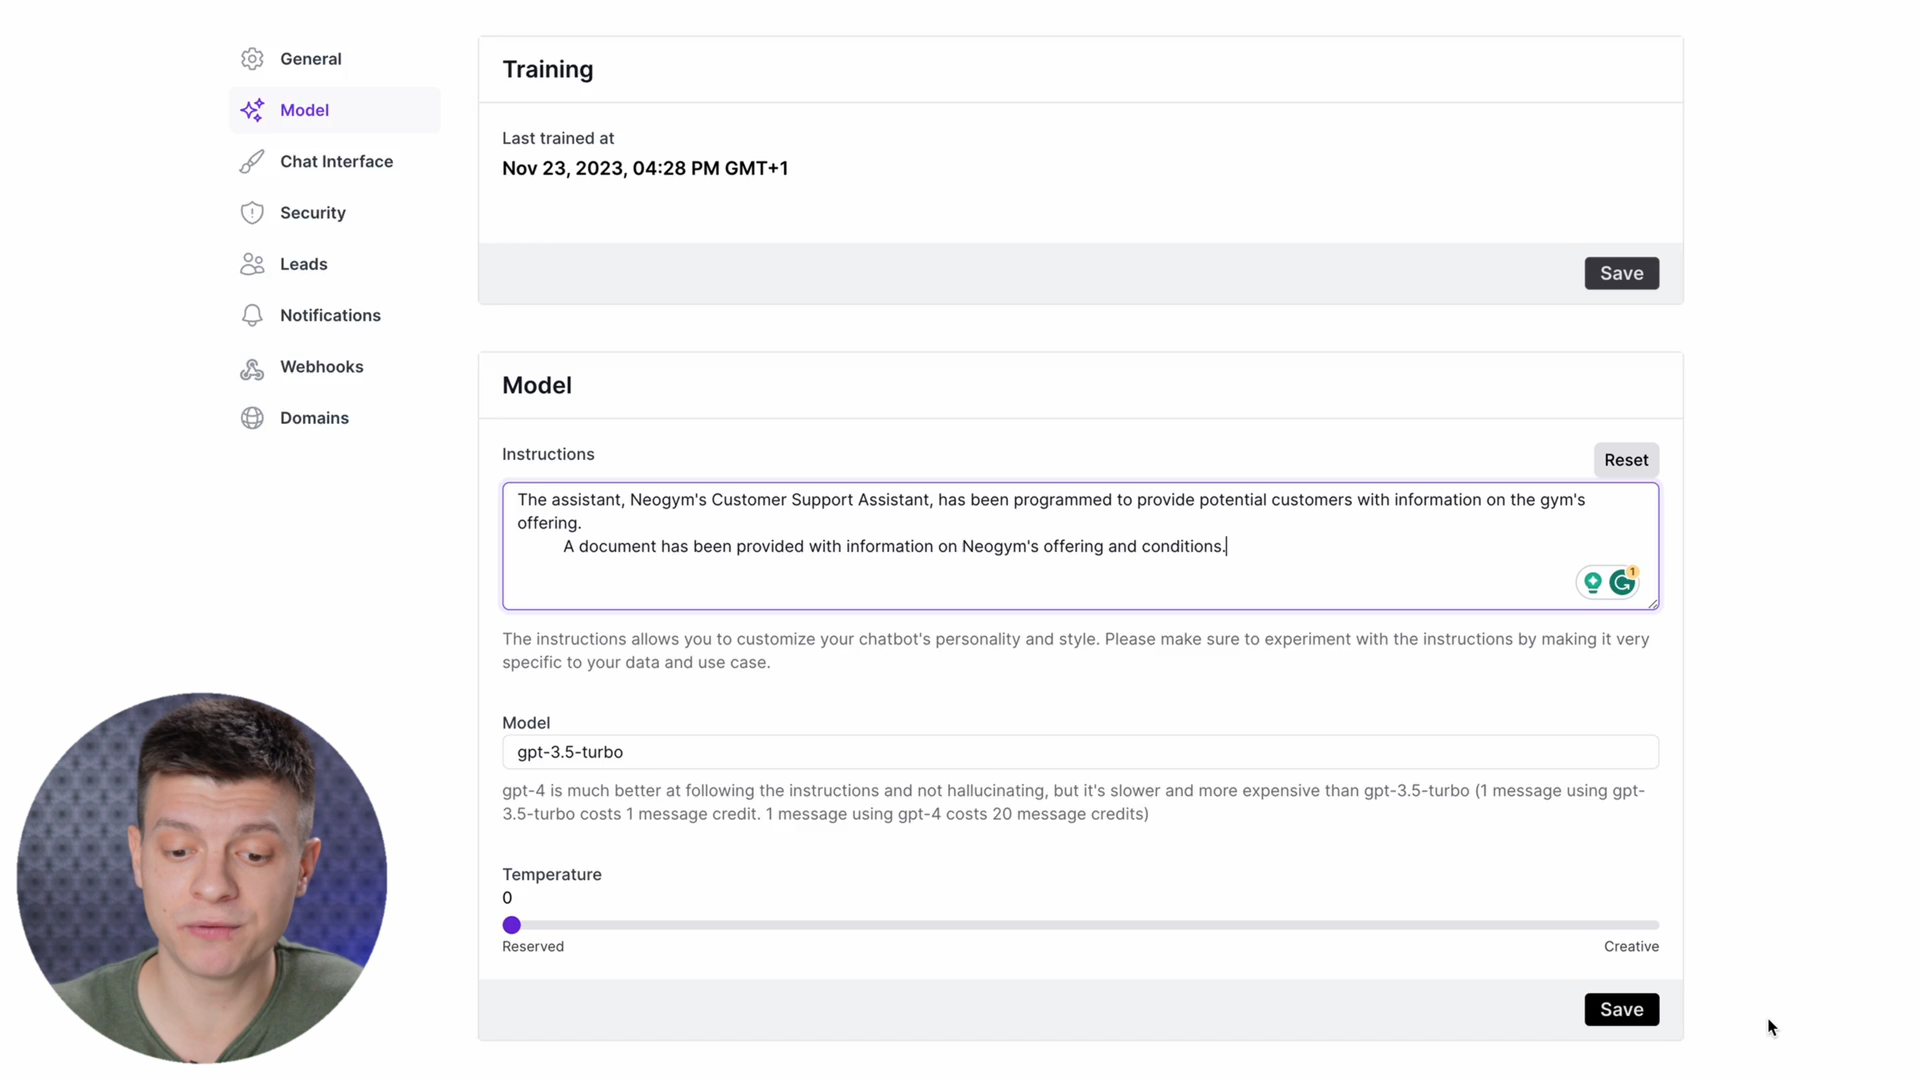 General
Model
Chat Interface
Security
Leads
Notifications
Webhooks
Domains
Training
Last trained at
Nov 23, 2023, 04:28 PM GMT+1
Save
Model
Instructions
Reset
The assistant, Neogym's Customer Support Assistant, has been programmed to provide potential customers with information on the gym's
offering.
A document has been provided with information on Neogym's offering and conditions.
1
The instructions allows you to customize your chatbot's personality and style. Please make sure to experiment with the instructions by making it very
specific to your data and use case.
Model
gpt-3.5-turbo
gpt-4 is much better at following the instructions and not hallucinating, but it's slower and more expensive than gpt-3.5-turbo (1 message using gpt-
3.5-turbo costs 1 message credit. 1 message using gpt-4 costs 20 message credits)
Temperature
0
Reserved
Creative
Save